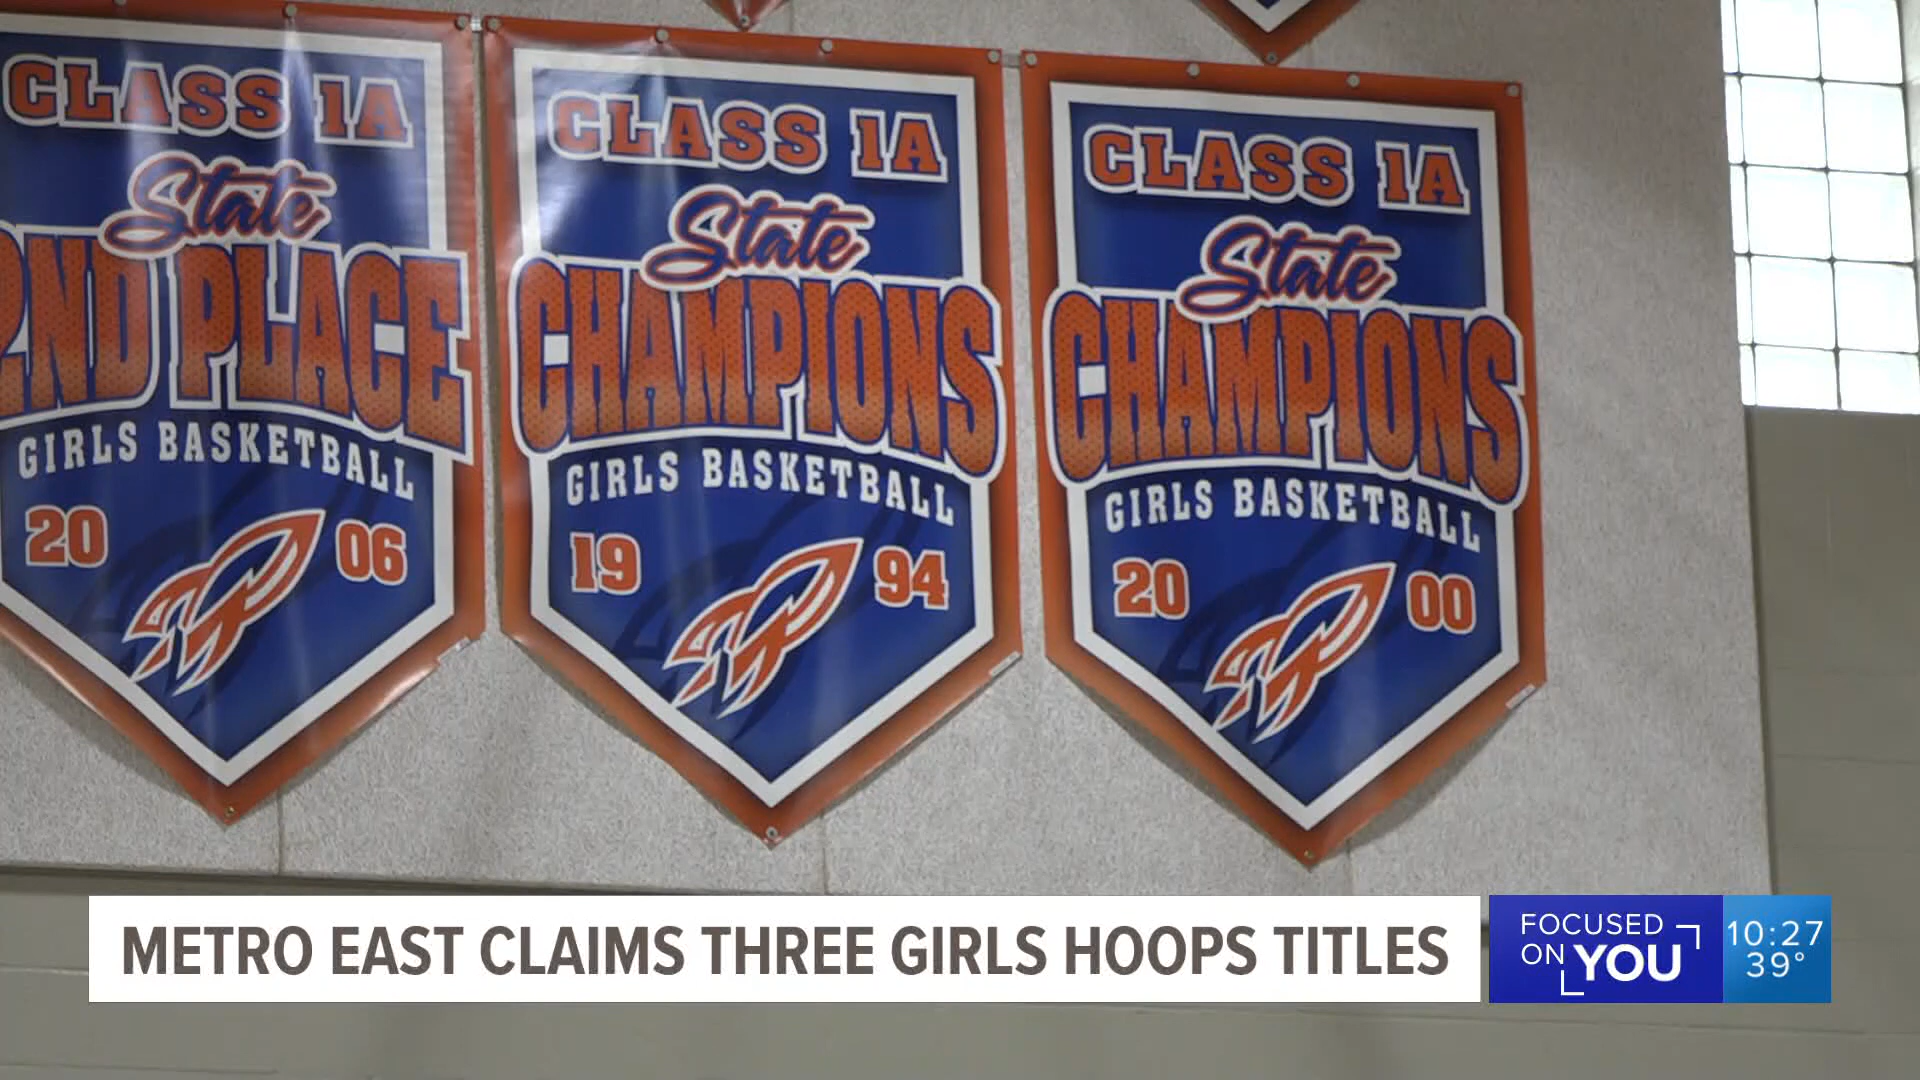 CLASS 1A
State
2ND PLACE
GIRLS BASKETBALL
20 06
CLASS 1A
State
CHAMPIONS
GIRLS BASKETBALL
19 94
CLASS 1A
State
CHAMPIONS
GIRLS BASKETBALL
20 00
METRO EAST CLAIMS THREE GIRLS HOOPS TITLES
FOCUSED
ON YOU
10:27
39°